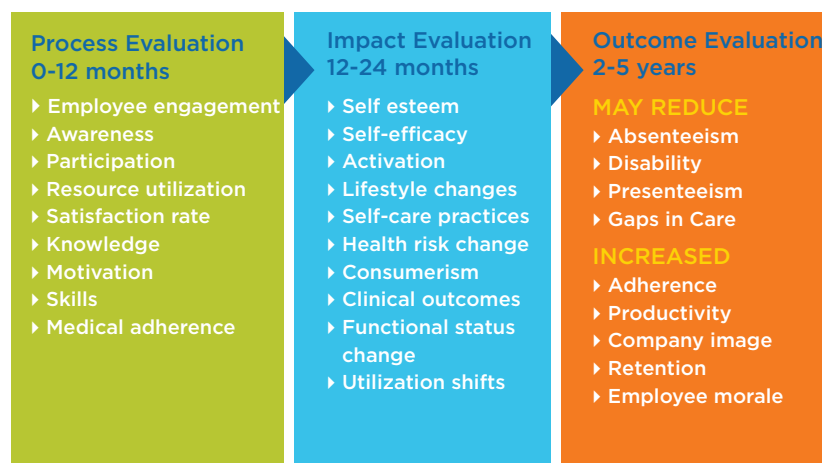 Process Evaluation
0-12 months
Employee engagement
Awareness
Participation
Resource utilization
Satisfaction rate
Knowledge
Motivation
Skills
Medical adherence
Impact Evaluation
12-24 months
Self esteem
Self-efficacy
Activation
Lifestyle changes
Self-care practices
Health risk change
Consumerism
Clinical outcomes
Functional status
change
Utilization shifts
Outcome Evaluation
2-5 years
MAY REDUCE
Absenteeism
Disability
Presenteeism
Gaps in Care
INCREASED
Adherence
Productivity
Company image
Retention
Employee morale